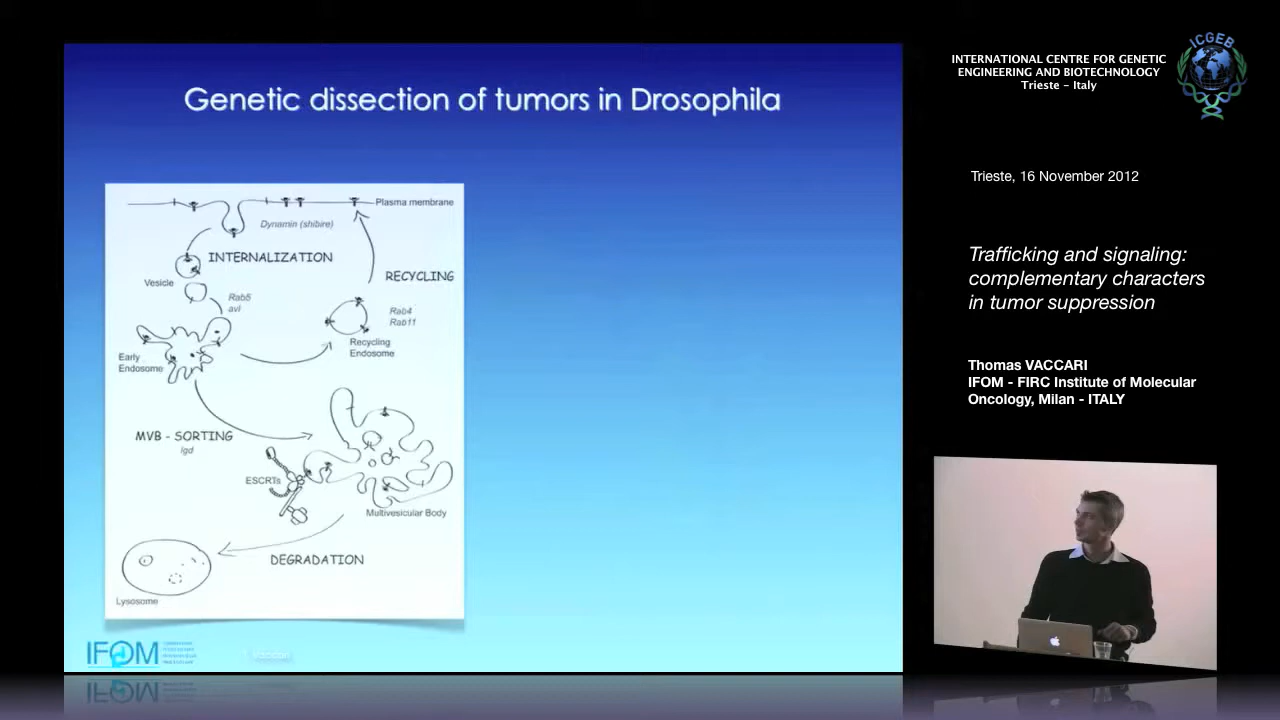 Genetic dissection of tumors in Drosophila
Plasma membrane
Dynamin (shibire)
INTERNALIZATION
RECYCLING
Vesicle
Rab5
avl
Rab4
Rab11
Recycling
Endosome
Early
Endosome
MVB - SORTING
lgd
ESCRTs
Multivesicular Body
DEGRADATION
Lysosome
IFOM
Vaccari
ICGEB
INTERNATIONAL CENTRE FOR GENETIC
ENGINEERING AND BIOTECHNOLOGY
Trieste - Italy
Trieste, 16 November 2012
Trafficking and signaling:
complementary characters
in tumor suppression
Thomas VACCARI
IFOM - FIRC Institute of Molecular
Oncology, Milan - ITALY